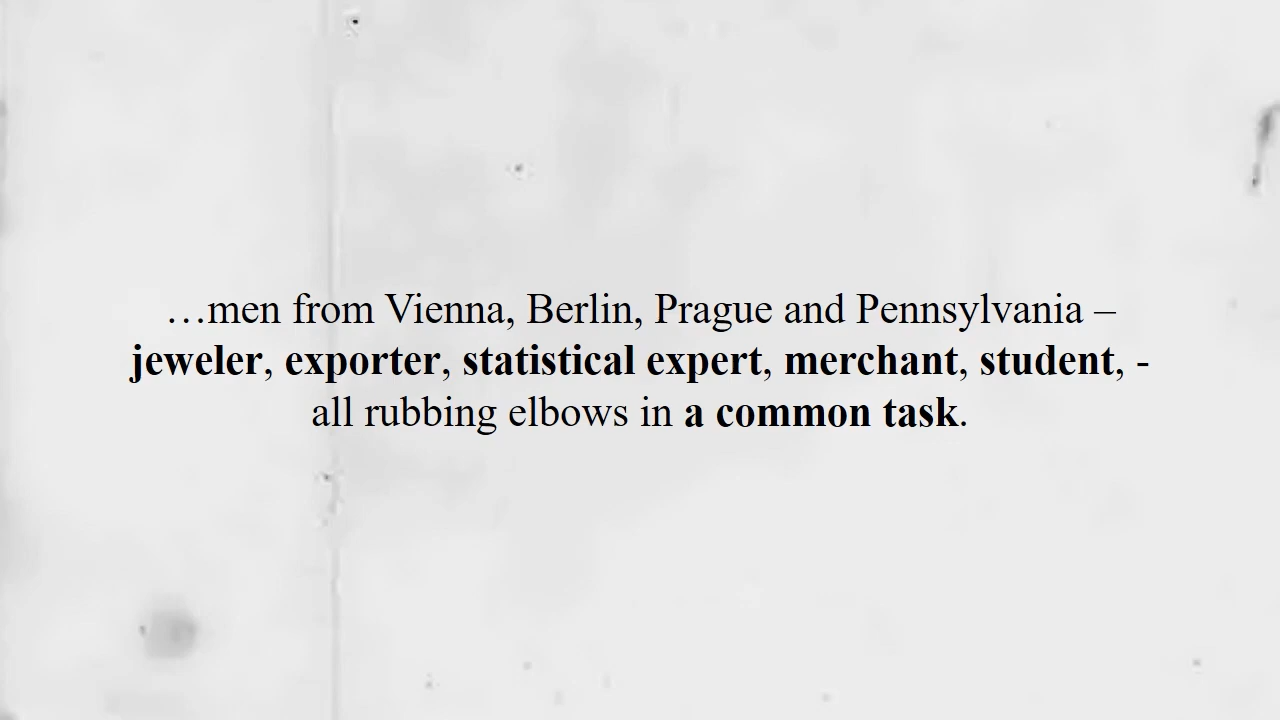 …men from Vienna, Berlin, Prague and Pennsylvania –
jeweler, exporter, statistical expert, merchant, student, -
all rubbing elbows in a common task.